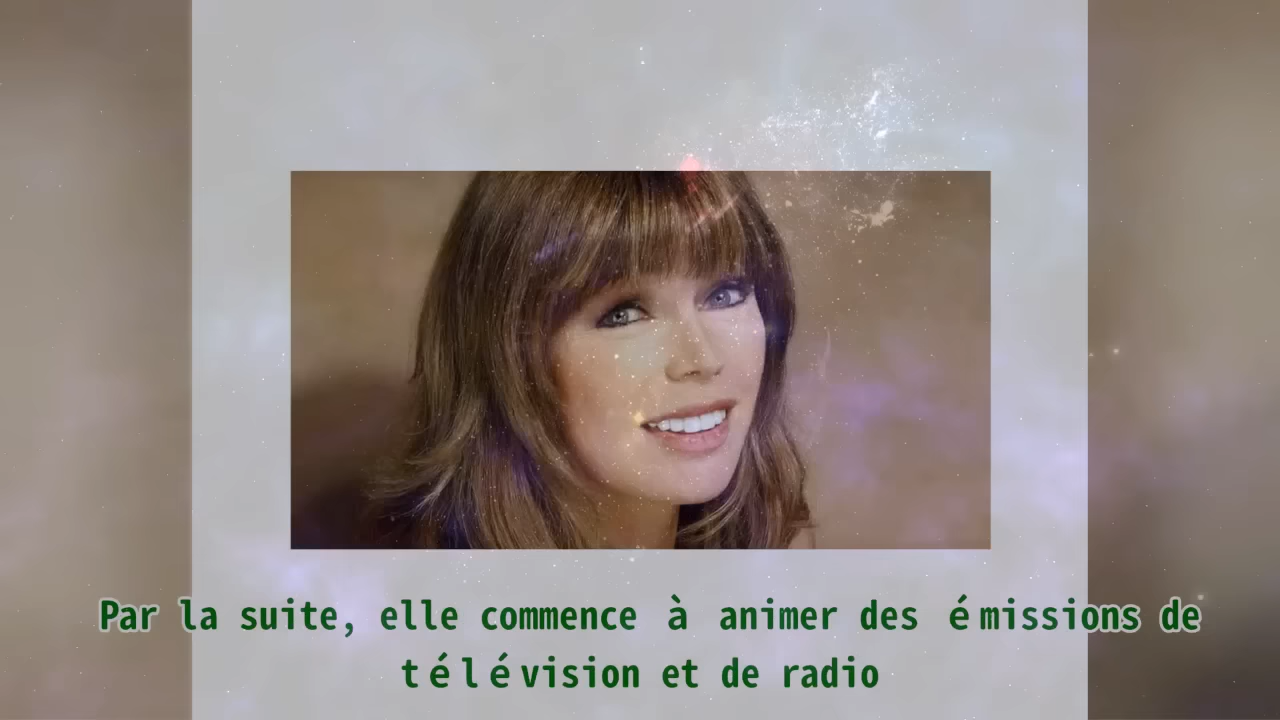 Par la suite, elle commence à animer des émissions de
télévision et de radio